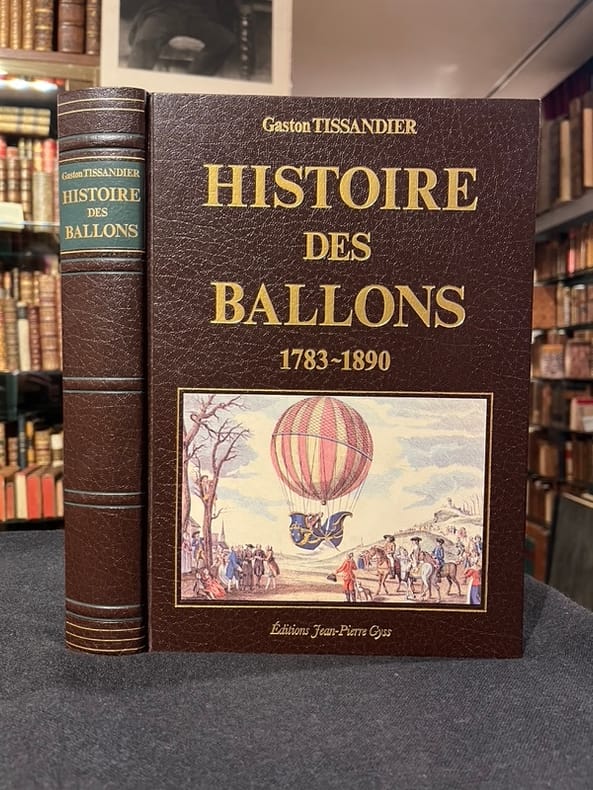 Gaston TISSANDIER
HISTOIRE
DES
BALLONS
Gaston TISSANDIER
HISTOIRE
DES
BALLONS
1783~1890
Éditions Jean-Pierre Gyss